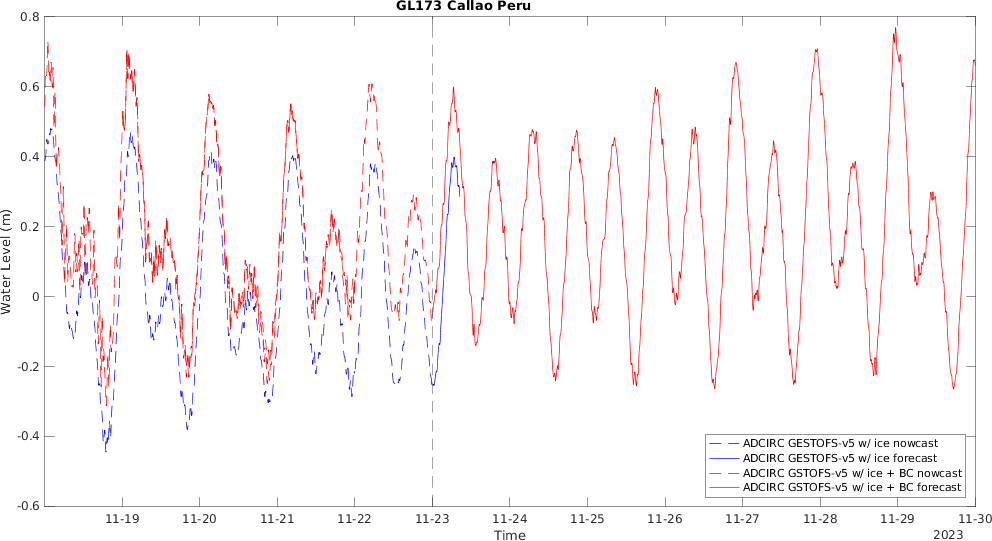 GL173 Callao Peru
Water Level (m)
0.8
0.6
0.4
0.2
0
-0.2
-0.4
-0.6
ADCIRC GESTOFS-v5 w/ ice nowcast
ADCIRC GESTOFS-v5 w/ ice forecast
ADCIRC GSTOFS-v5 w/ ice + BC nowcast
ADCIRC GSTOFS-v5 w/ ice + BC forecast
11-19 11-20 11-21 11-22 11-23 11-24 11-25 11-26 11-27 11-28 11-29 11-30
Time
2023